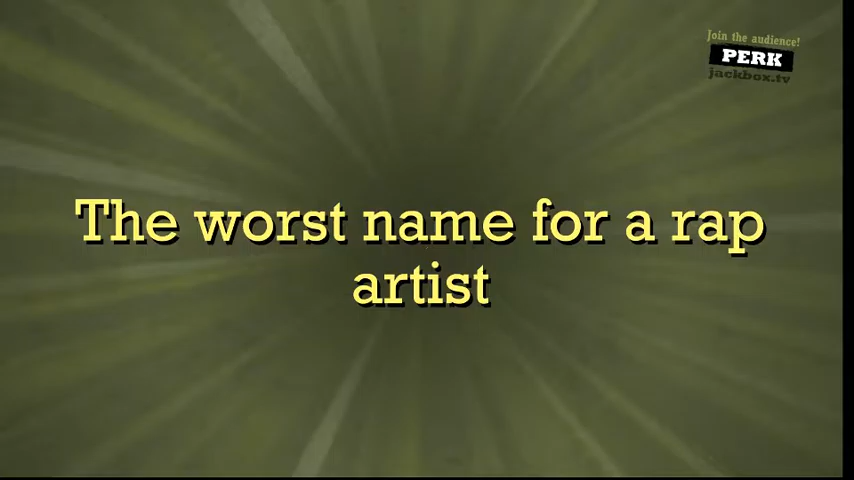 Join the audience!
PERK
jackbox.tv
The worst name for a rap
artist